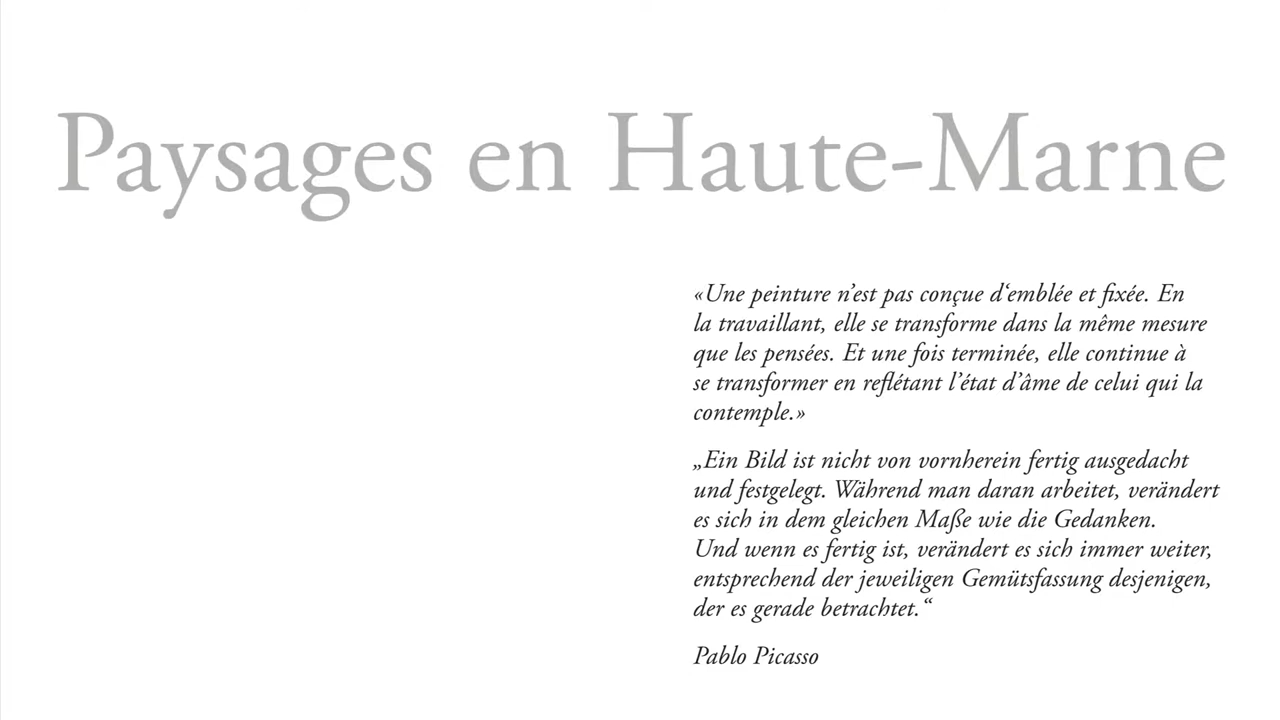 Paysages en Haute-Marne
«Une peinture n’est pas conçue d‘emblée et fixée. En
la travaillant, elle se transforme dans la même mesure
que les pensées. Et une fois terminée, elle continue à
se transformer en reflétant l’état d’âme de celui qui la
contemple.»
„Ein Bild ist nicht von vornherein fertig ausgedacht
und festgelegt. Während man daran arbeitet, verändert
es sich in dem gleichen Maße wie die Gedanken.
Und wenn es fertig ist, verändert es sich immer weiter,
entsprechend der jeweiligen Gemütsfassung desjenigen,
der es gerade betrachtet.“
Pablo Picasso